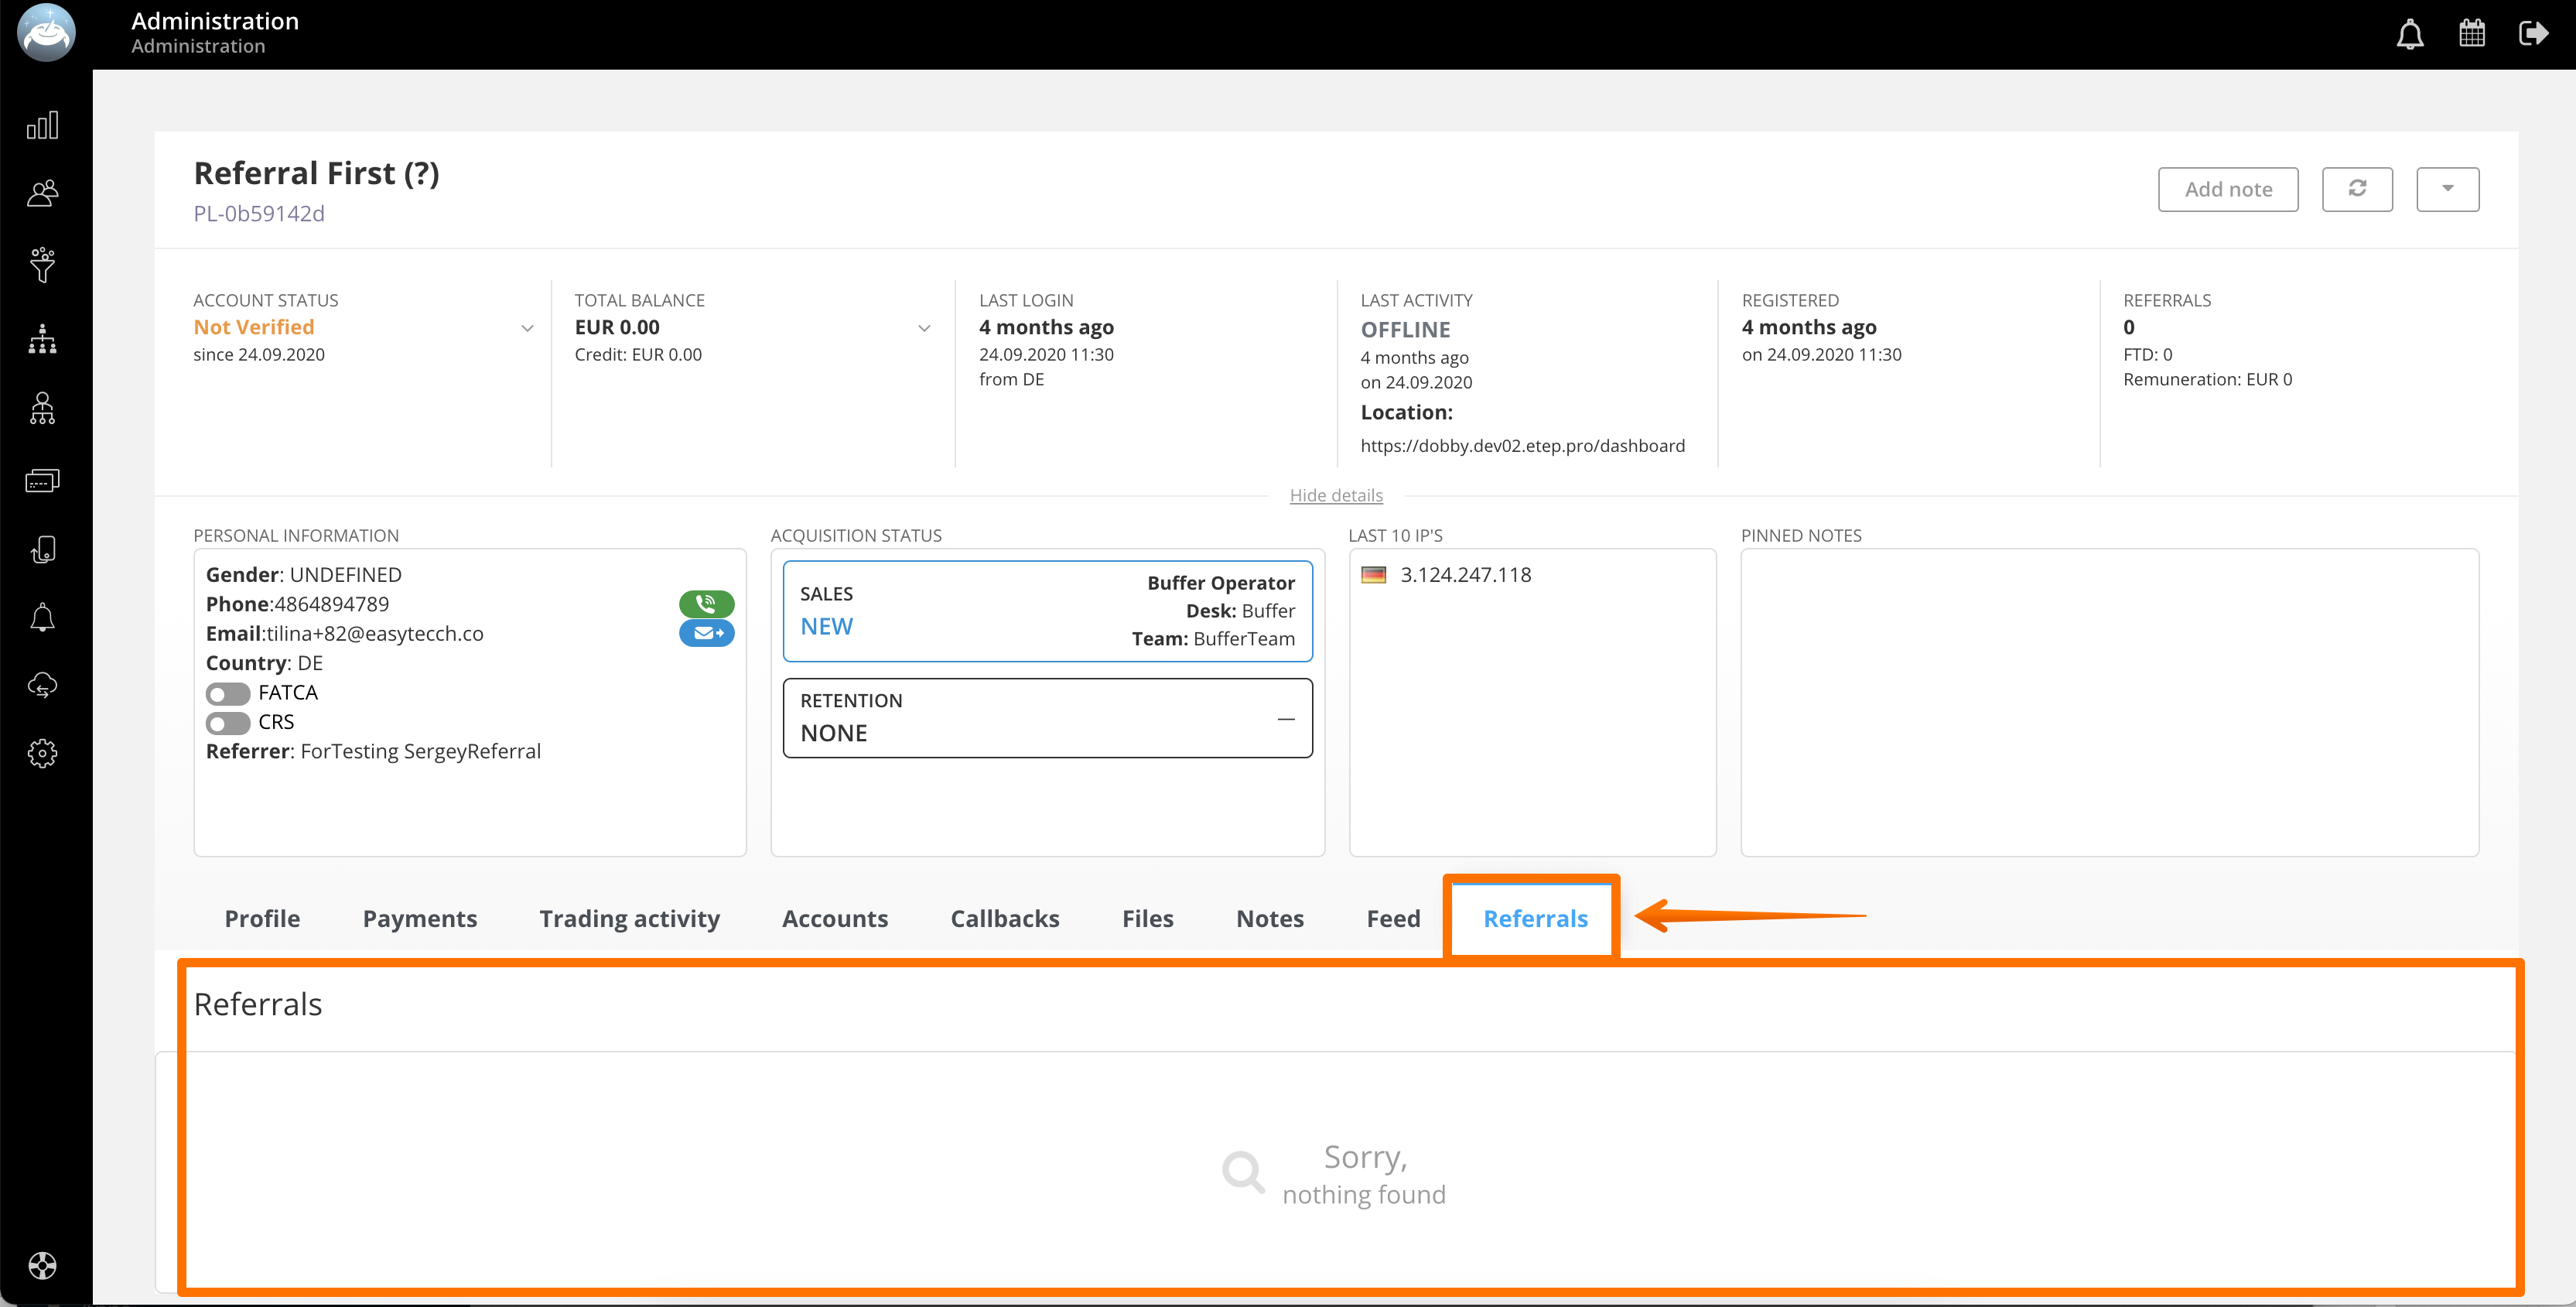 Administration
Administration
Referral First (?)
PL-0b59142d
Add note
ACCOUNT STATUS
Not Verified
since 24.09.2020
TOTAL BALANCE
EUR 0.00
Credit: EUR 0.00
LAST LOGIN
4 months ago
24.09.2020 11:30
from DE
LAST ACTIVITY
OFFLINE
4 months ago
on 24.09.2020
Location:
https://dobby.dev02.etep.pro/dashboard
REGISTERED
4 months ago
on 24.09.2020 11:30
REFERRALS
0
FTD: 0
Remuneration: EUR 0
Hide details
PERSONAL INFORMATION
Gender: UNDEFINED
Phone:4864894789
Email:tilina+82@easytecch.co
Country: DE
FATCA
CRS
Referrer: ForTesting SergeyReferral
ACQUISITION STATUS
SALES
NEW
Buffer Operator
Desk: Buffer
Team: BufferTeam
RETENTION
NONE
—
LAST 10 IP'S
3.124.247.118
PINNED NOTES
Profile Payments Trading activity Accounts Callbacks Files Notes Feed Referrals
Referrals
Sorry,
nothing found